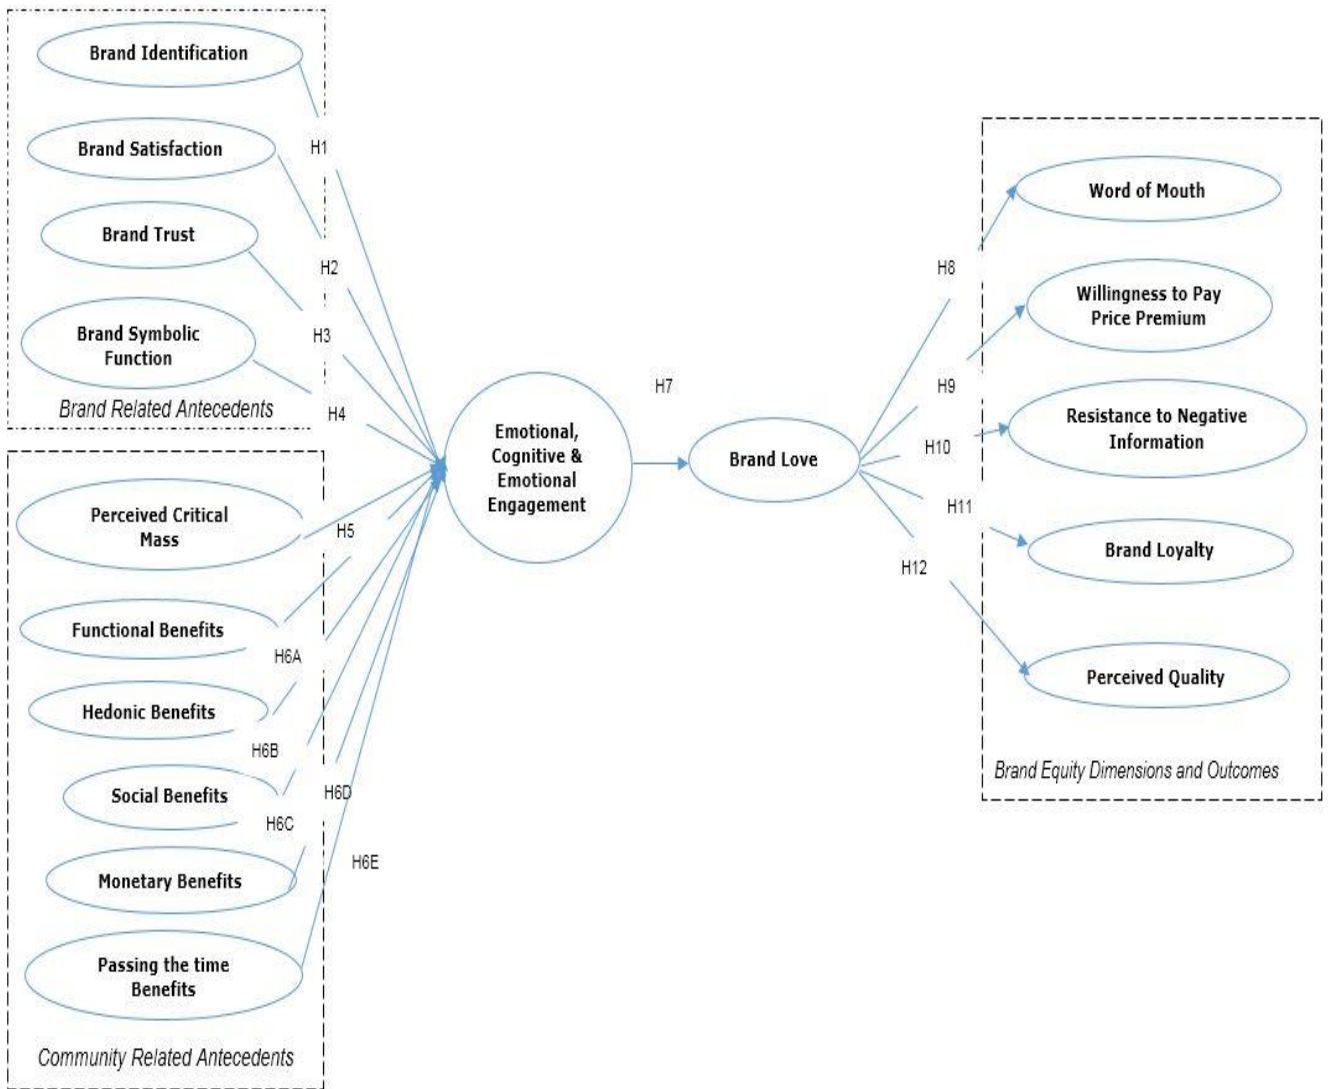 Brand Identification
H1
Brand Satisfaction
H2
Brand Trust
H3
Brand Symbolic
Function
H4
Brand Related Antecedents
Perceived Critical
Mass
H5
Functional Benefits
H6A
Hedonic Benefits
H6B
Social Benefits
H6C
H6D
Monetary Benefits
H6E
Passing the time
Benefits
Community Related Antecedents
Emotional,
Cognitive &
Emotional
Engagement
H7
Brand Love
H8
H9
H10
H11
H12
Word of Mouth
Willingness to Pay
Price Premium
Resistance to Negative
Information
Brand Loyalty
Perceived Quality
Brand Equity Dimensions and Outcomes